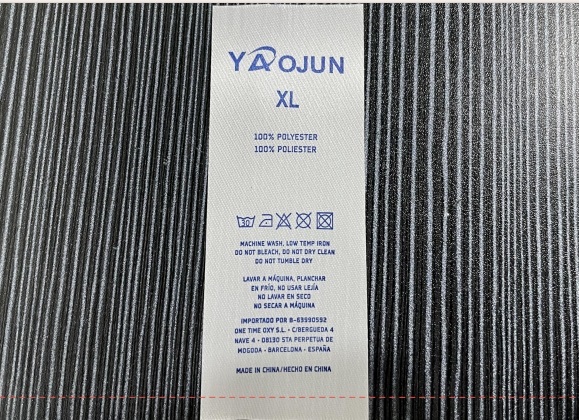 YAOJUN
XL
100% POLYESTER
100% POLIESTER
30
MACHINE WASH, LOW TEMP IRON
DO NOT BLEACH, DO NOT DRY CLEAN
DO NOT TUMBLE DRY
LAVAR A MÁQUINA, PLANCHAR
EN FRÍO, NO USAR LEJÍA
NO LAVAR EN SECO
NO SECAR A MÁQUINA
IMPORTADO POR B-63990592
ONE TIME OXY S.L. - C/BERGUEDA 4
NAVE 4 - 08130 STA PERPETUA DE
MOGODA - BARCELONA - ESPAÑA
MADE IN CHINA/HECHO EN CHINA